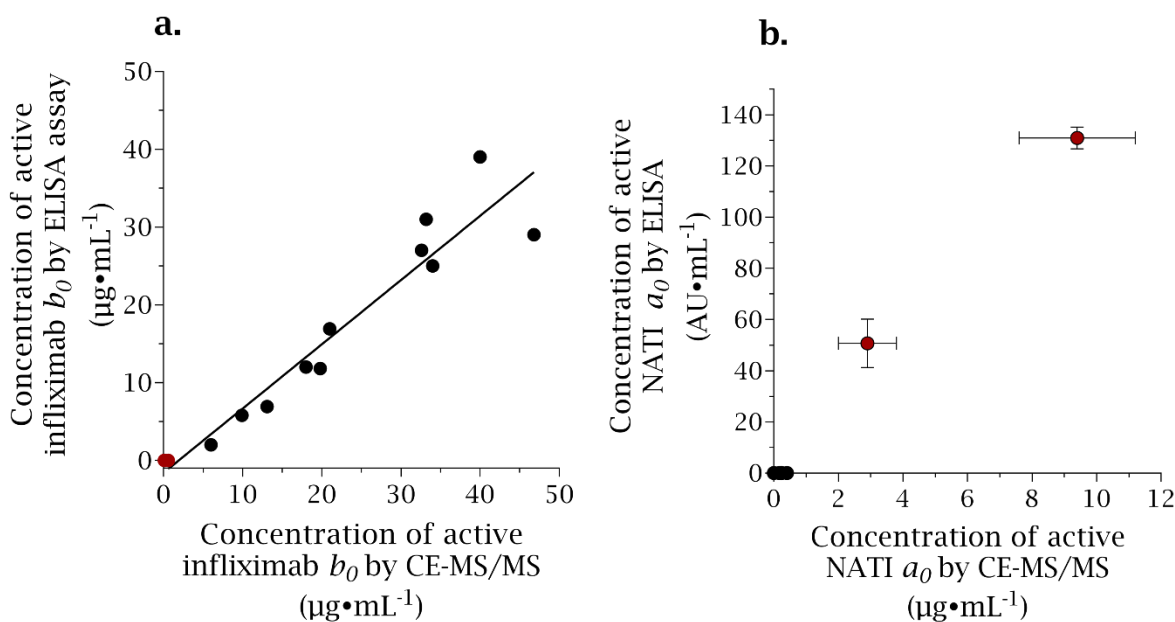 a.
Concentration of active
infliximab b0 by ELISA assay
(µg•mL-1)
50
40
30
20
10
0
0 10 20 30 40 50
Concentration of active
infliximab b0 by CE-MS/MS
(µg•mL-1)
b.
Concentration of active
NATI a0 by ELISA
(AU•mL-1)
140
120
100
80
60
40
20
0
0 2 4 6 8 10 12
Concentration of active
NATI a0 by CE-MS/MS
(µg•mL-1)